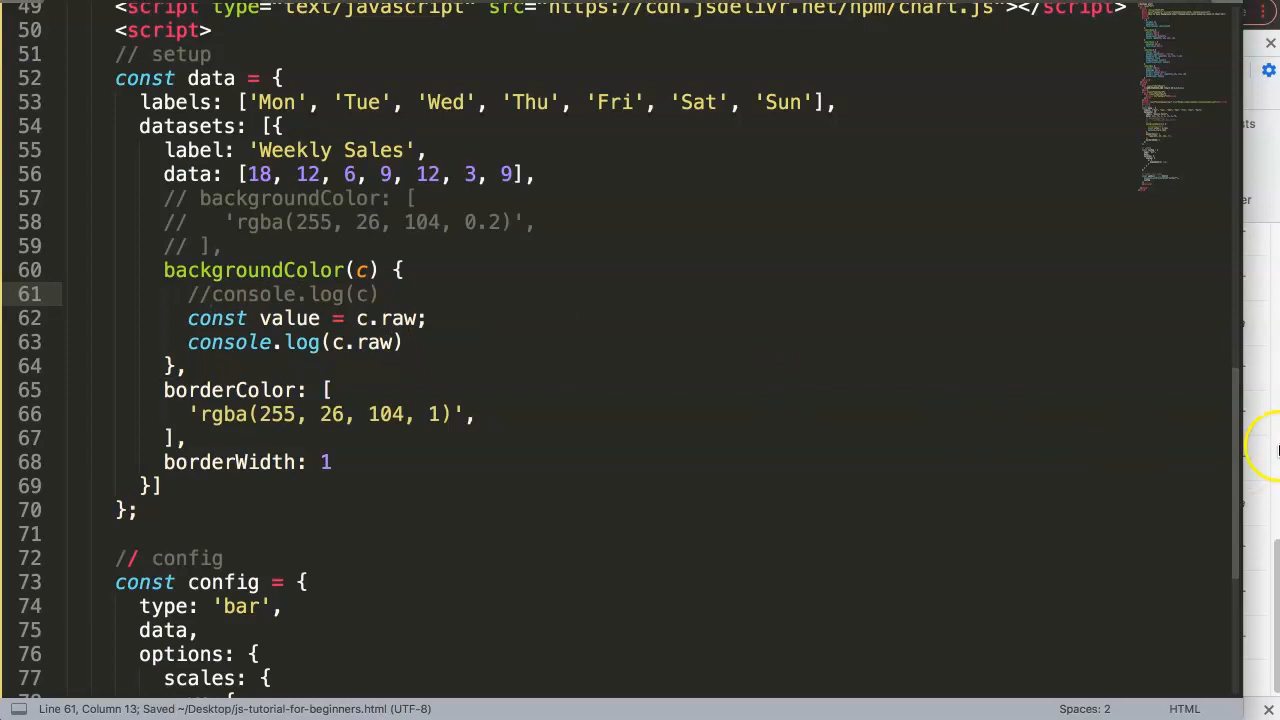 49 <script type="text/javascript" src="https://cdn.jsdelivr.net/npm/chart.js"></script>
50 <script>
51 // setup
52 const data = {
53 labels: ['Mon', 'Tue', 'Wed', 'Thu', 'Fri', 'Sat', 'Sun'],
54 datasets: [{
55 label: 'Weekly Sales',
56 data: [18, 12, 6, 9, 12, 3, 9],
57 // backgroundColor: [
58 //   'rgba(255, 26, 104, 0.2)',
59 // ],
60 backgroundColor(c) {
61 //console.log(c)
62 const value = c.raw;
63 console.log(c.raw)
64 },
65 borderColor: [
66 'rgba(255, 26, 104, 1)',
67 ],
68 borderWidth: 1
69 }]
70 };
71
72 // config
73 const config = {
74 type: 'bar',
75 data,
76 options: {
77 scales: {
Line 61, Column 13; Saved ~/Desktop/js-tutorial-for-beginners.html (UTF-8) Spaces: 2 HTML